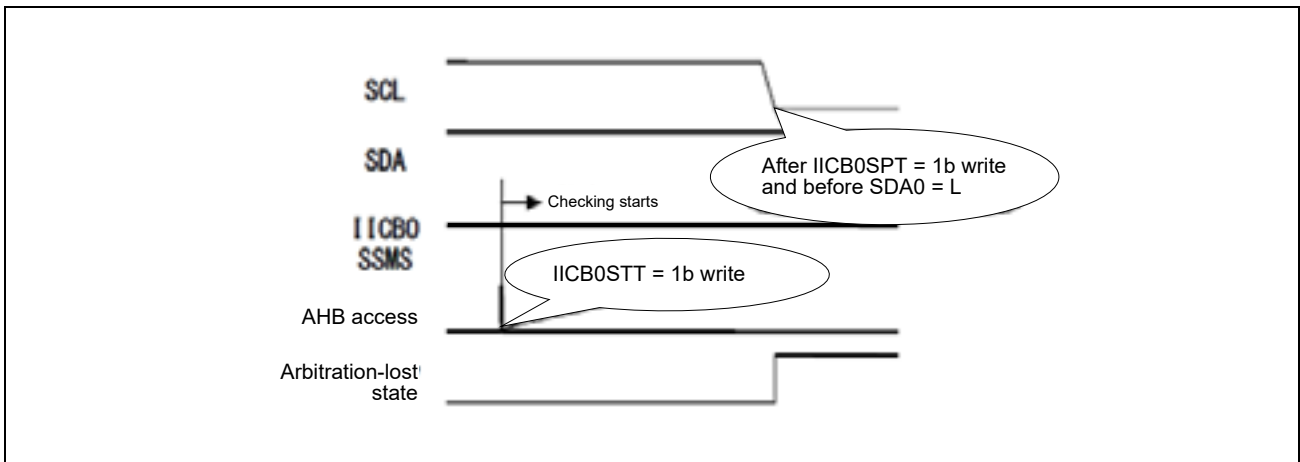 SCL
After IICB0SPT = 1b write
and before SDA0 = L
SDA
Checking starts
IICB0
SSMS
IICB0STT = 1b write
AHB access
Arbitration-lost
state